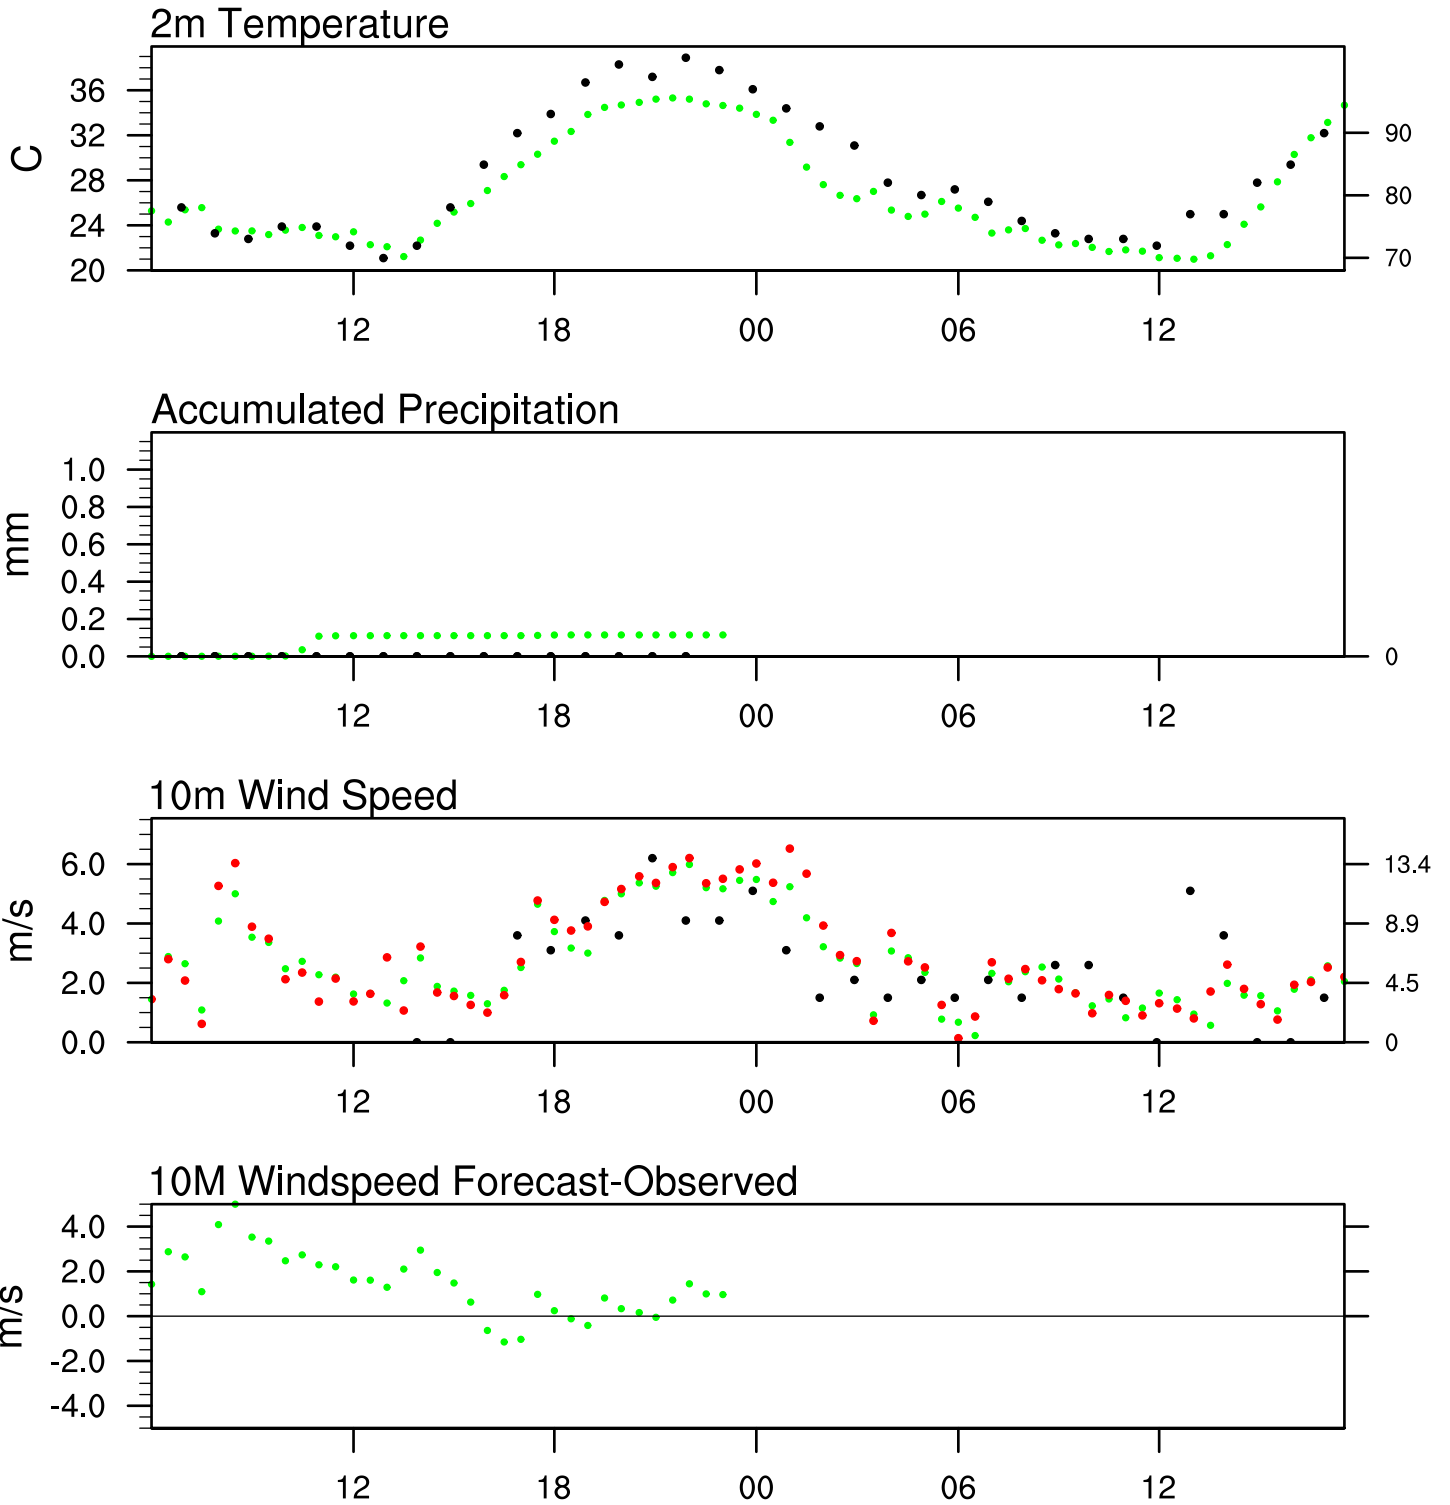 2m Temperature
36
32
28
24
20
C
90
80
70
12 18 00 06 12
Accumulated Precipitation
1.0
0.8
0.6
0.4
0.2
0.0
mm
0
12 18 00 06 12
10m Wind Speed
6.0
4.0
2.0
0.0
m/s
13.4
8.9
4.5
0
12 18 00 06 12
10M Windspeed Forecast-Observed
4.0
2.0
0.0
-2.0
-4.0
m/s
12 18 00 06 12